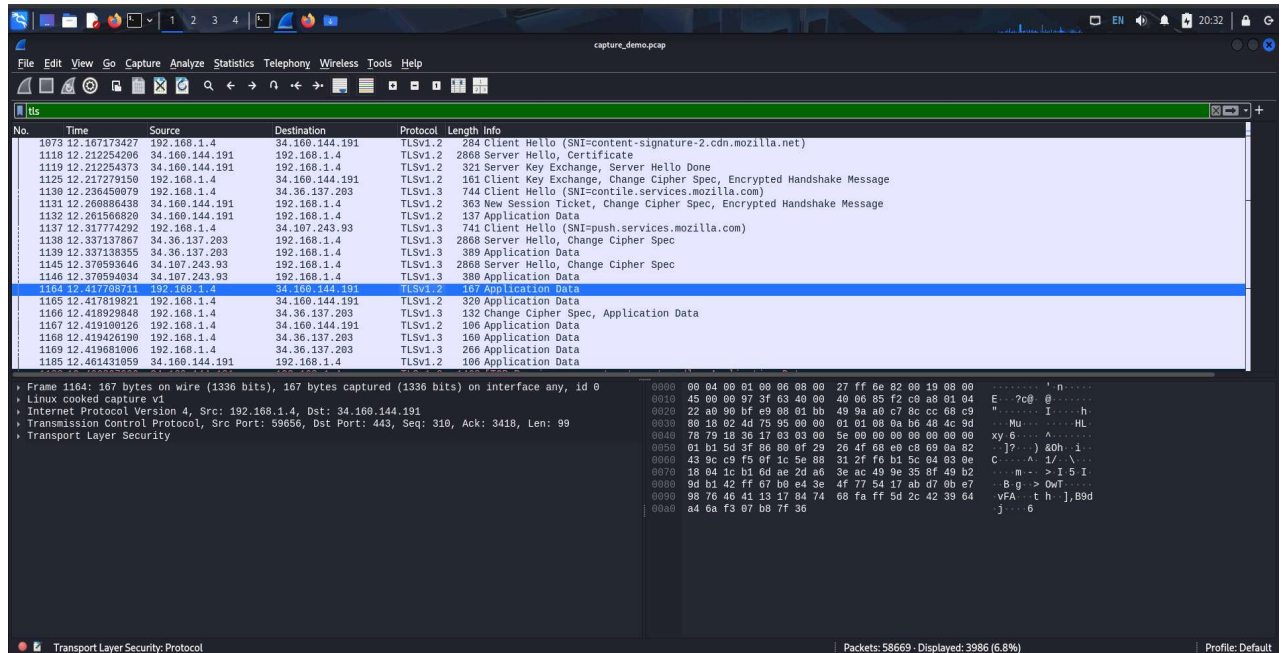 1 2 3 4 EN 20:32
capture_demo.pcap
File Edit View Go Capture Analyze Statistics Telephony Wireless Tools Help
tls
No. Time Source Destination Protocol Length Info
1073 12.167173427 192.168.1.4 34.160.144.191 TLSv1.2 284 Client Hello (SNI=content-signature-2.cdn.mozilla.net)
1118 12.212254206 34.160.144.191 192.168.1.4 TLSv1.2 2868 Server Hello, Certificate
1119 12.212254373 34.160.144.191 192.168.1.4 TLSv1.2 321 Server Key Exchange, Server Hello Done
1125 12.217279150 192.168.1.4 34.160.144.191 TLSv1.2 161 Client Key Exchange, Change Cipher Spec, Encrypted Handshake Message
1130 12.236450079 192.168.1.4 34.36.137.203 TLSv1.3 744 Client Hello (SNI=contile.services.mozilla.com)
1131 12.260886438 34.160.144.191 192.168.1.4 TLSv1.2 363 New Session Ticket, Change Cipher Spec, Encrypted Handshake Message
1132 12.261566820 34.160.144.191 192.168.1.4 TLSv1.2 137 Application Data
1137 12.317774292 192.168.1.4 34.107.243.93 TLSv1.3 741 Client Hello (SNI=push.services.mozilla.com)
1138 12.337137867 34.36.137.203 192.168.1.4 TLSv1.3 2868 Server Hello, Change Cipher Spec
1139 12.337138355 34.36.137.203 192.168.1.4 TLSv1.3 389 Application Data
1145 12.370593646 34.107.243.93 192.168.1.4 TLSv1.3 2868 Server Hello, Change Cipher Spec
1146 12.370594034 34.107.243.93 192.168.1.4 TLSv1.3 380 Application Data
1164 12.417708711 192.168.1.4 34.160.144.191 TLSv1.2 167 Application Data
1165 12.417819821 192.168.1.4 34.160.144.191 TLSv1.2 320 Application Data
1166 12.418929848 192.168.1.4 34.36.137.203 TLSv1.3 132 Change Cipher Spec, Application Data
1167 12.419100126 192.168.1.4 34.160.144.191 TLSv1.2 106 Application Data
1168 12.419426190 192.168.1.4 34.36.137.203 TLSv1.3 160 Application Data
1169 12.419681006 192.168.1.4 34.36.137.203 TLSv1.3 266 Application Data
1185 12.461431059 34.160.144.191 192.168.1.4 TLSv1.2 106 Application Data
Frame 1164: 167 bytes on wire (1336 bits), 167 bytes captured (1336 bits) on interface any, id 0
Linux cooked capture v1
Internet Protocol Version 4, Src: 192.168.1.4, Dst: 34.160.144.191
Transmission Control Protocol, Src Port: 59656, Dst Port: 443, Seq: 310, Ack: 3418, Len: 99
Transport Layer Security
0000 00 04 00 01 00 06 08 00 27 ff 6e 82 00 19 08 00 ········ '·n·····
0010 45 00 00 97 3f 63 40 00 40 06 85 f2 c0 a8 01 04 E···?c@· @·······
0020 22 a0 90 bf e9 08 01 bb 49 9a a0 c7 8c cc 68 c9 "······· I·····h·
0030 80 18 02 4d 75 95 00 00 01 01 08 0a b6 48 4c 9d ···Mu··· ·····HL·
0040 78 79 18 36 17 03 03 00 5e 00 00 00 00 00 00 00 xy·6···· ^·······
0050 01 b1 5d 3f 86 80 0f 29 26 4f 68 e0 c8 69 0a 82 ··]?···) &Oh··i··
0060 43 9c c9 f5 0f 1c 5e 88 31 2f f6 b1 5c 04 03 0e C·····^· 1/··\···
0070 18 04 1c b1 6d ae 2d a6 3e ac 49 9e 35 8f 49 b2 ····m·-· >·I·5·I·
0080 9d b1 42 ff 67 b0 e4 3e 4f 77 54 17 ab d7 0b e7 ··B·g··> OwT·····
0090 98 76 46 41 13 17 84 74 68 fa ff 5d 2c 42 39 64 ·vFA···t h··],B9d
00a0 a4 6a f3 07 b8 7f 36 ·j····6
Transport Layer Security: Protocol Packets: 58669 · Displayed: 3986 (6.8%) Profile: Default